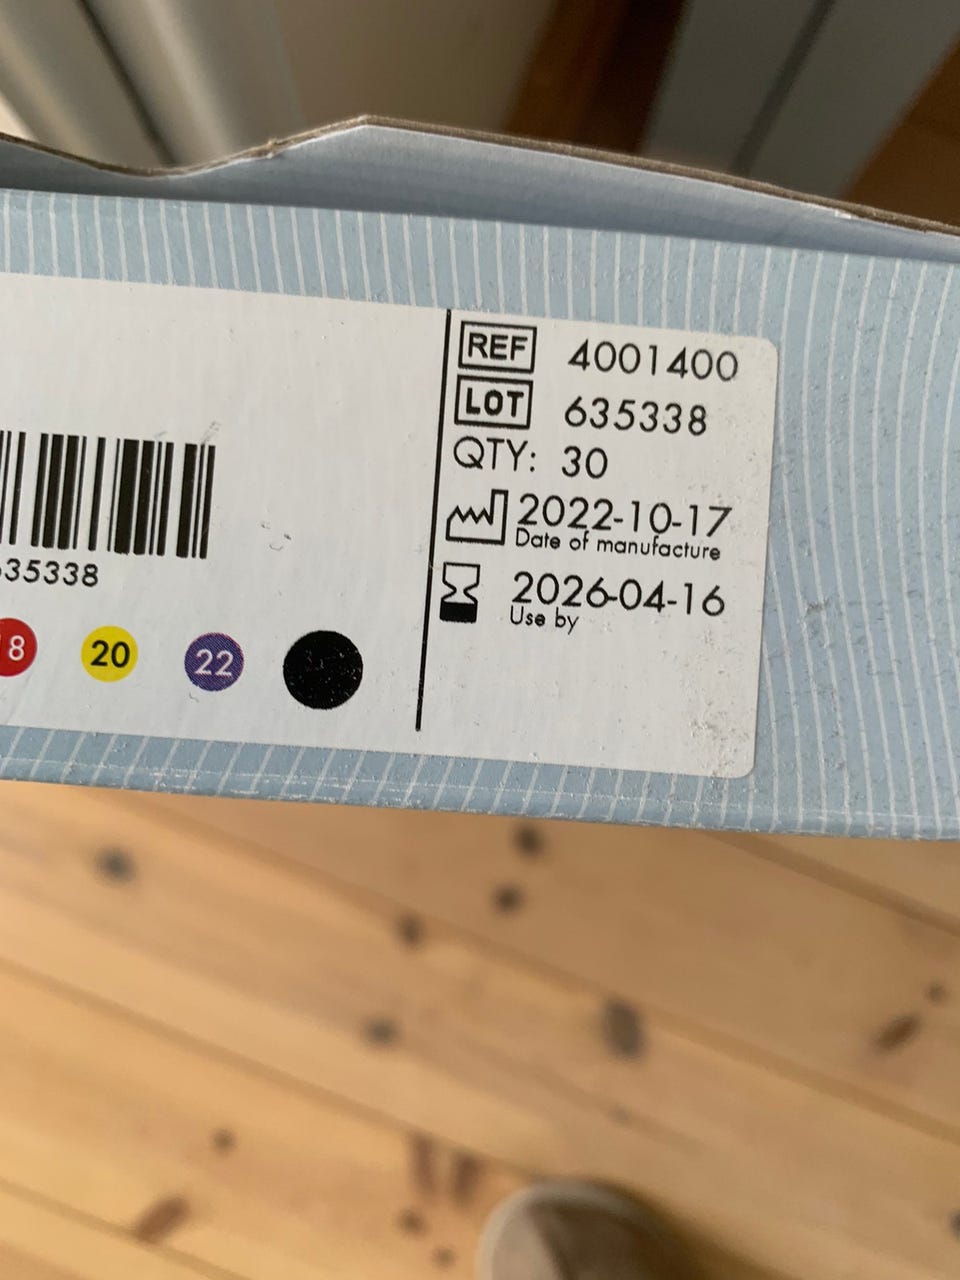 REF 4001400
LOT 635338
QTY: 30
2022-10-17
Date of manufacture
2026-04-16
Use by
35338
8 20 22